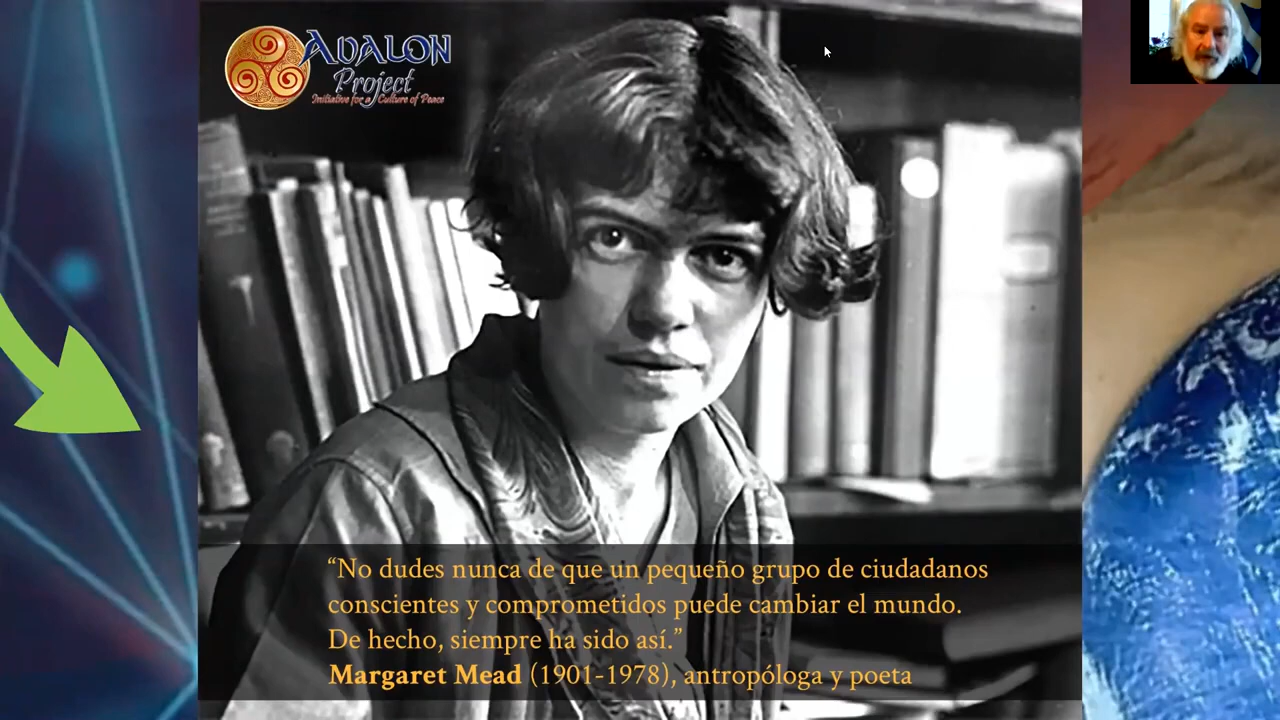 AVALON
Project
Initiative for a Culture of Peace
“No dudes nunca de que un pequeño grupo de ciudadanos
conscientes y comprometidos puede cambiar el mundo.
De hecho, siempre ha sido así.”
Margaret Mead (1901-1978), antropóloga y poeta